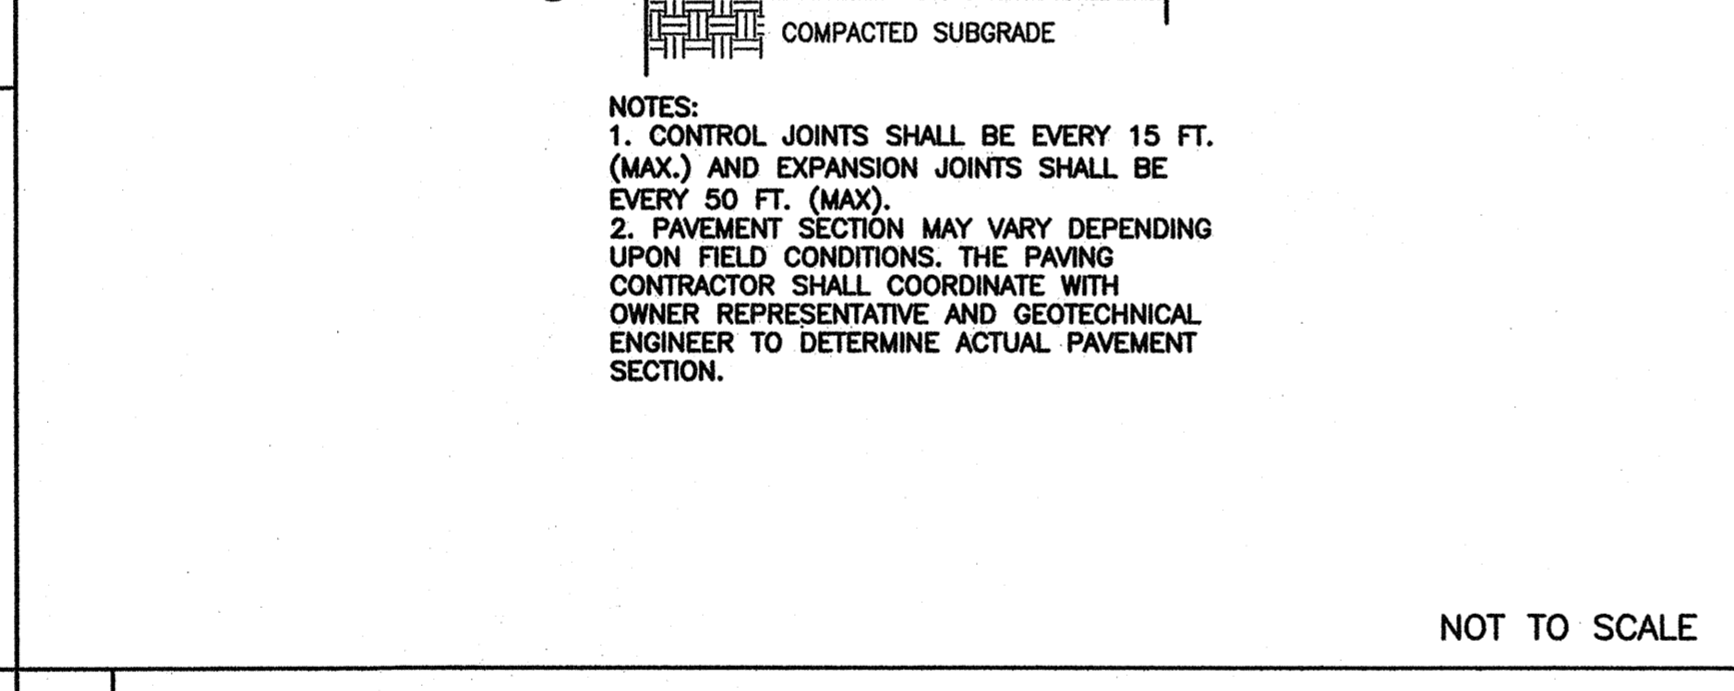 COMPACTED SUBGRADE
NOTES:
1. CONTROL JOINTS SHALL BE EVERY 15 FT.
(MAX.) AND EXPANSION JOINTS SHALL BE
EVERY 50 FT. (MAX).
2. PAVEMENT SECTION MAY VARY DEPENDING
UPON FIELD CONDITIONS. THE PAVING
CONTRACTOR SHALL COORDINATE WITH
OWNER REPRESENTATIVE AND GEOTECHNICAL
ENGINEER TO DETERMINE ACTUAL PAVEMENT
SECTION.
NOT TO SCALE